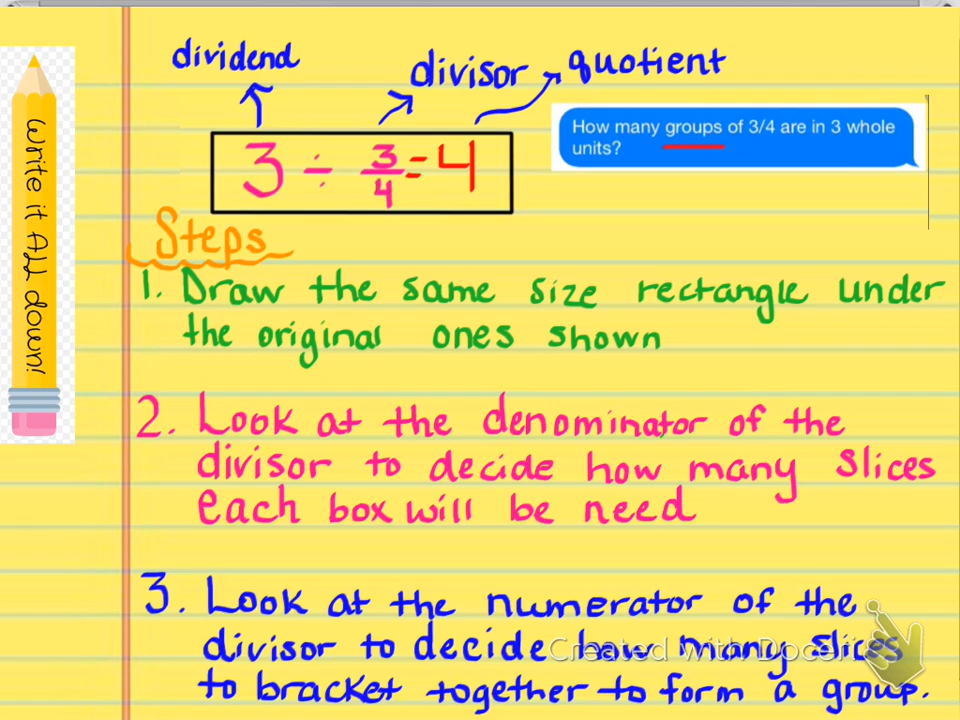 dividend
divisor
quotient
3 ÷ 3/4 = 4
How many groups of 3/4 are in 3 whole
units?
Write it All down!
Steps
1. Draw the same size rectangle under
the original ones shown
2. Look at the denominator of the
divisor to decide how many slices
each box will be need
3. Look at the numerator of the
divisor to decide how many slices
to bracket together to form a group.
Created with Doceri